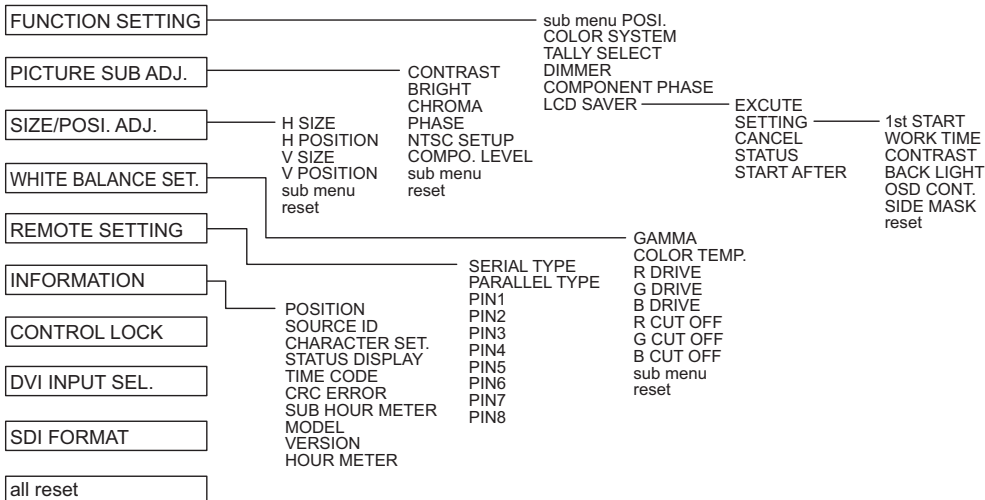 FUNCTION SETTING
sub menu POSI.
COLOR SYSTEM
TALLY SELECT
DIMMER
COMPONENT PHASE
LCD SAVER
EXCUTE
SETTING
CANCEL
STATUS
START AFTER
1st START
WORK TIME
CONTRAST
BACK LIGHT
OSD CONT.
SIDE MASK
reset
PICTURE SUB ADJ.
CONTRAST
BRIGHT
CHROMA
PHASE
NTSC SETUP
COMPO. LEVEL
sub menu
reset
SIZE/POSI. ADJ.
H SIZE
H POSITION
V SIZE
V POSITION
sub menu
reset
WHITE BALANCE SET.
GAMMA
COLOR TEMP.
R DRIVE
G DRIVE
B DRIVE
R CUT OFF
G CUT OFF
B CUT OFF
sub menu
reset
REMOTE SETTING
SERIAL TYPE
PARALLEL TYPE
PIN1
PIN2
PIN3
PIN4
PIN5
PIN6
PIN7
PIN8
INFORMATION
POSITION
SOURCE ID
CHARACTER SET.
STATUS DISPLAY
TIME CODE
CRC ERROR
SUB HOUR METER
MODEL
VERSION
HOUR METER
CONTROL LOCK
DVI INPUT SEL.
SDI FORMAT
all reset